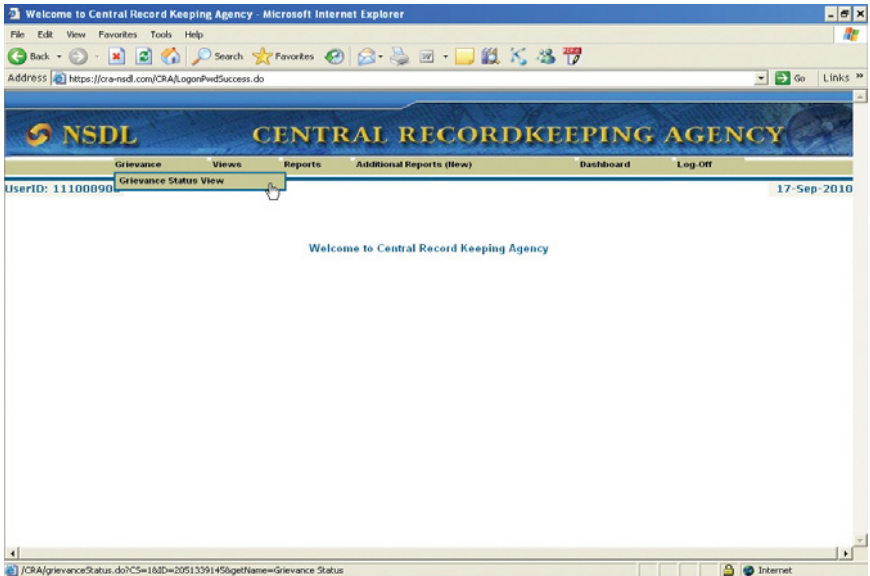 Welcome to Central Record Keeping Agency - Microsoft Internet Explorer
File Edit View Favorites Tools Help
Back Search Favorites
Address https://cra-nsdl.com/CRA/LogonPwdSuccess.do Go Links »
NSDL CENTRAL RECORDKEEPING AGENCY
Grievance Views Reports Additional Reports (New) Dashboard Log-Off
Grievance Status View
UserID: 11100890 17-Sep-2010
Welcome to Central Record Keeping Agency
/CRA/grievanceStatus.do?CS=1&ID=2051339145&getName=Grievance Status Internet